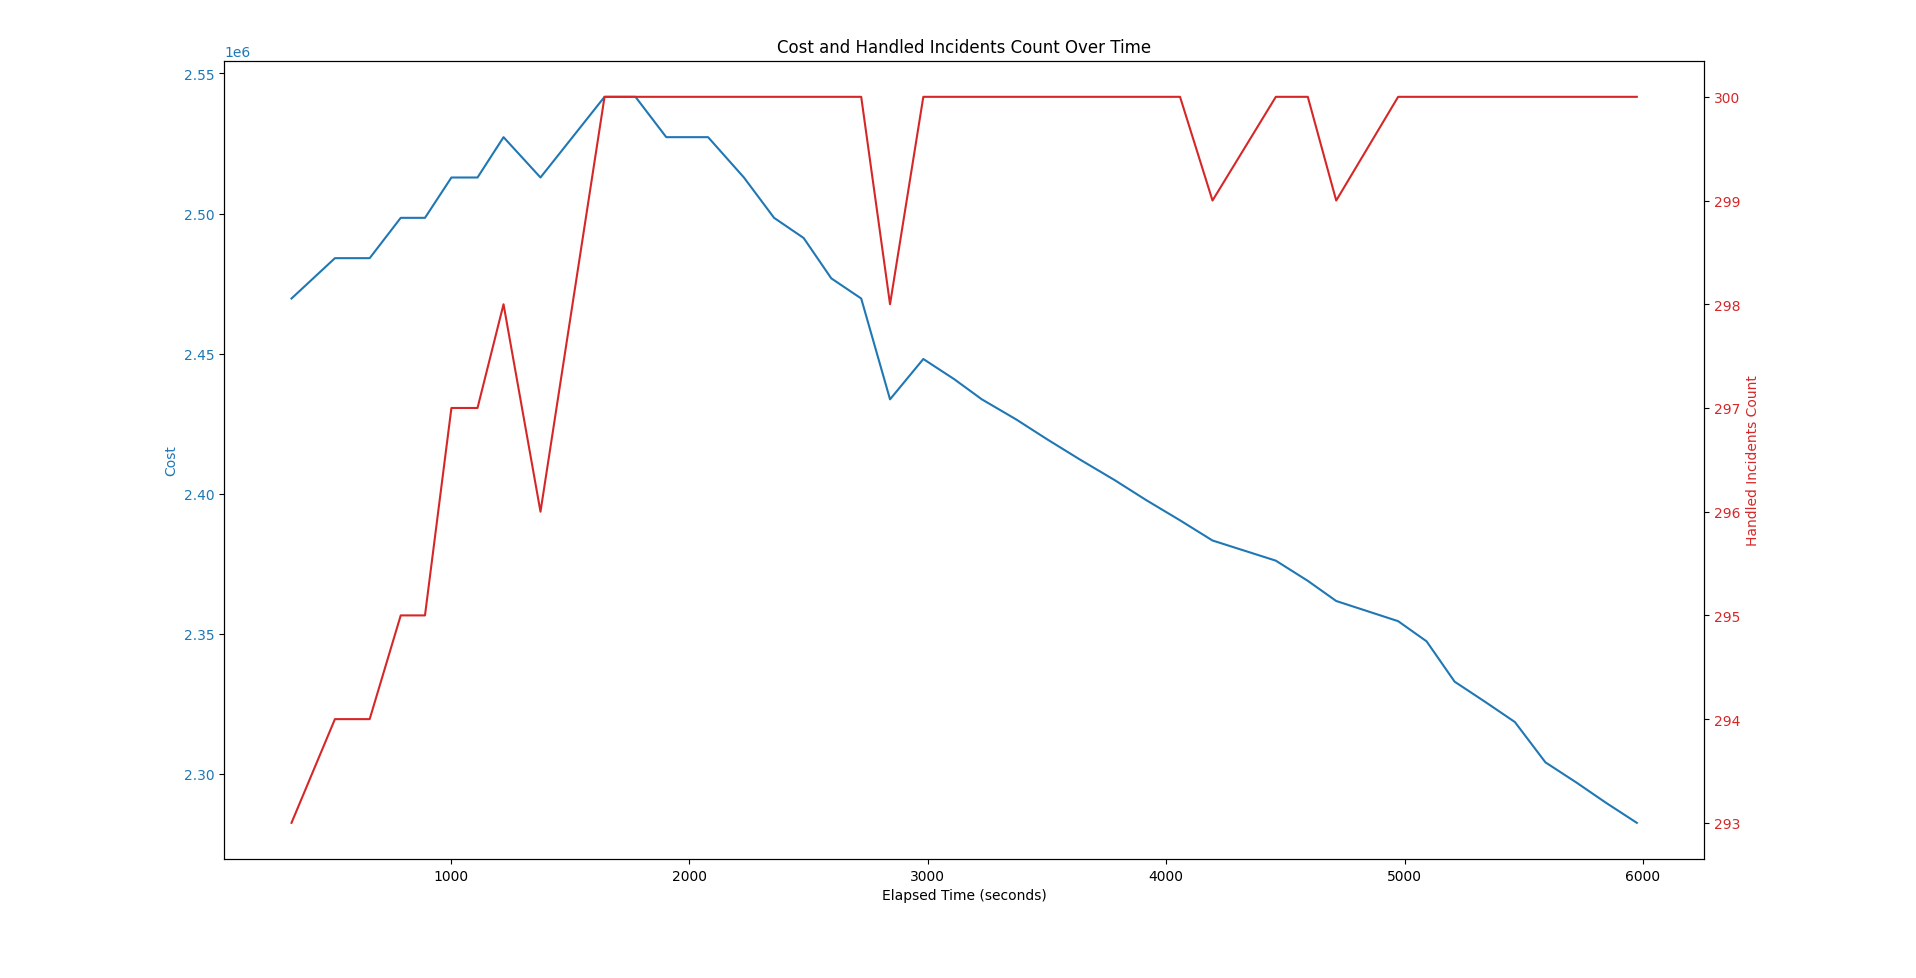 Cost and Handled Incidents Count Over Time
1e6
2.55
2.50
2.45
2.40
2.35
2.30
Cost
300
299
298
297
296
295
294
293
Handled Incidents Count
1000 2000 3000 4000 5000 6000
Elapsed Time (seconds)